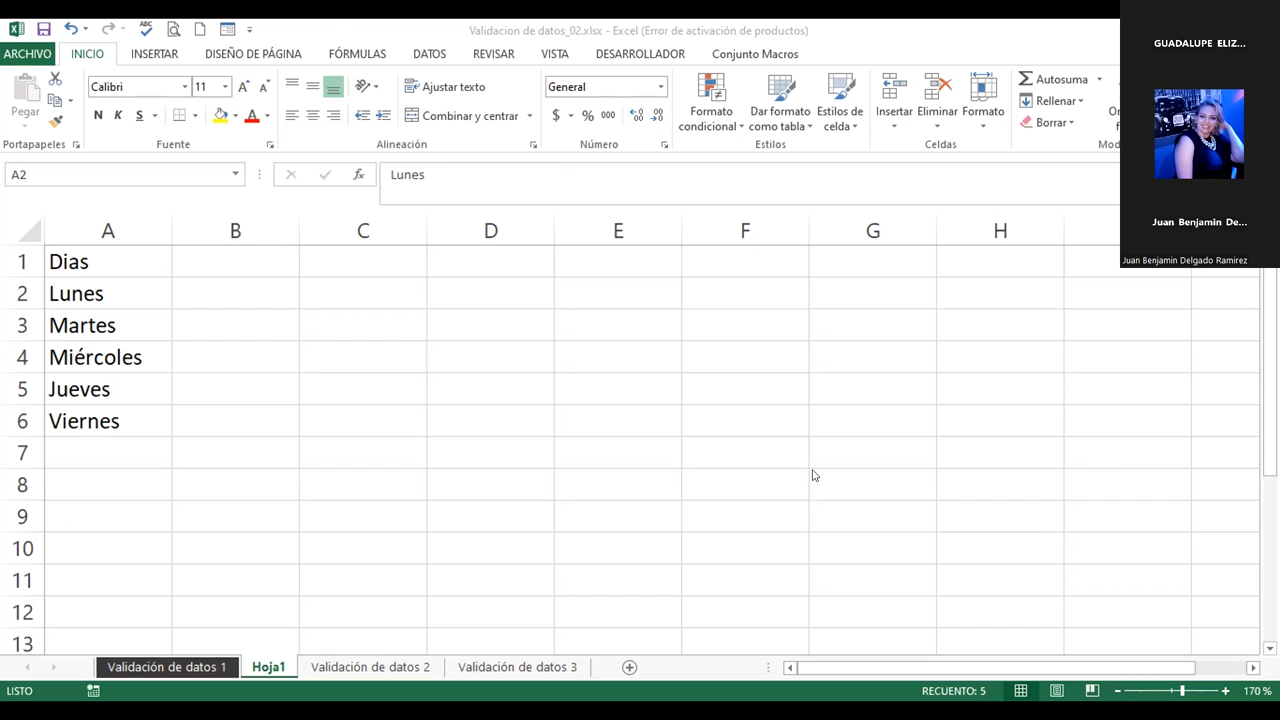 Validacion de datos_02.xlsx - Excel (Error de activación de productos)
ARCHIVO INICIO INSERTAR DISEÑO DE PÁGINA FÓRMULAS DATOS REVISAR VISTA DESARROLLADOR Conjunto Macros
Pegar
Calibri 11
N K S
Ajustar texto
Combinar y centrar
General
$ % 000
Formato condicional
Dar formato como tabla
Estilos de celda
Insertar Eliminar Formato
Autosuma
Rellenar
Borrar
Portapapeles Fuente Alineación Número Estilos Celdas
A2 fx Lunes
A B C D E F G H
1 Dias
2 Lunes
3 Martes
4 Miércoles
5 Jueves
6 Viernes
7
8
9
10
11
12
13
Validación de datos 1 Hoja1 Validación de datos 2 Validación de datos 3
LISTO RECUENTO: 5 170 %
GUADALUPE ELIZ...
Juan Benjamin De...
Juan Benjamin Delgado Ramirez